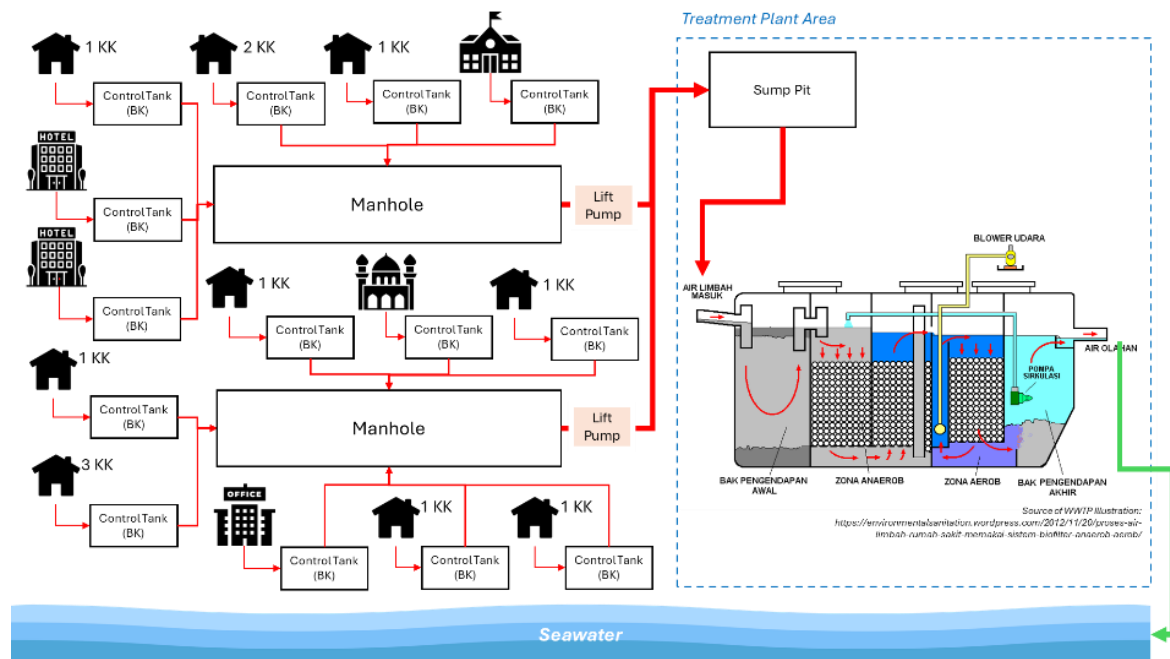 Treatment Plant Area
1 KK
2 KK
1 KK
ControlTank
(BK)
ControlTank
(BK)
ControlTank
(BK)
ControlTank
(BK)
Sump Pit
HOTEL
ControlTank
(BK)
Manhole
Lift
Pump
HOTEL
ControlTank
(BK)
1 KK
1 KK
BLOWER UDARA
AIR LIMBAH
MASUK
ControlTank
(BK)
ControlTank
(BK)
ControlTank
(BK)
AIR OLAHAN
POMPA
SIRKULASI
1 KK
ControlTank
(BK)
Manhole
Lift
Pump
3 KK
ControlTank
(BK)
BAK PENGENDAPAN
AWAL
ZONA ANAEROB
ZONA AEROB
BAK PENGENDAPAN
AKHIR
OFFICE
1 KK
1 KK
ControlTank
(BK)
ControlTank
(BK)
ControlTank
(BK)
Source of WWTP Illustration:
https://environmentalsanitation.wordpress.com/2012/11/20/proses-air-
limbah-rumah-sakit-memakai-sistem-biofilter-anaerob-aerob/
Seawater